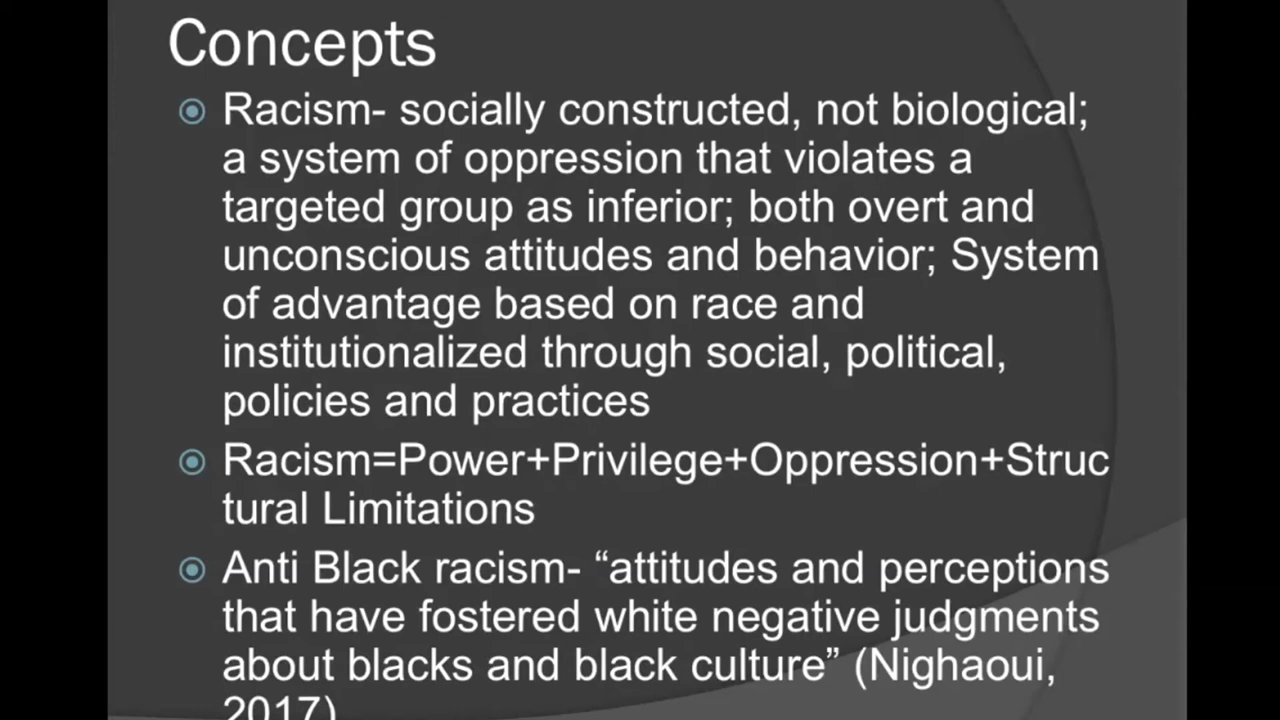 Concepts
Racism- socially constructed, not biological;
a system of oppression that violates a
targeted group as inferior; both overt and
unconscious attitudes and behavior; System
of advantage based on race and
institutionalized through social, political,
policies and practices
Racism=Power+Privilege+Oppression+Struc
tural Limitations
Anti Black racism- “attitudes and perceptions
that have fostered white negative judgments
about blacks and black culture” (Nighaoui,
2017)